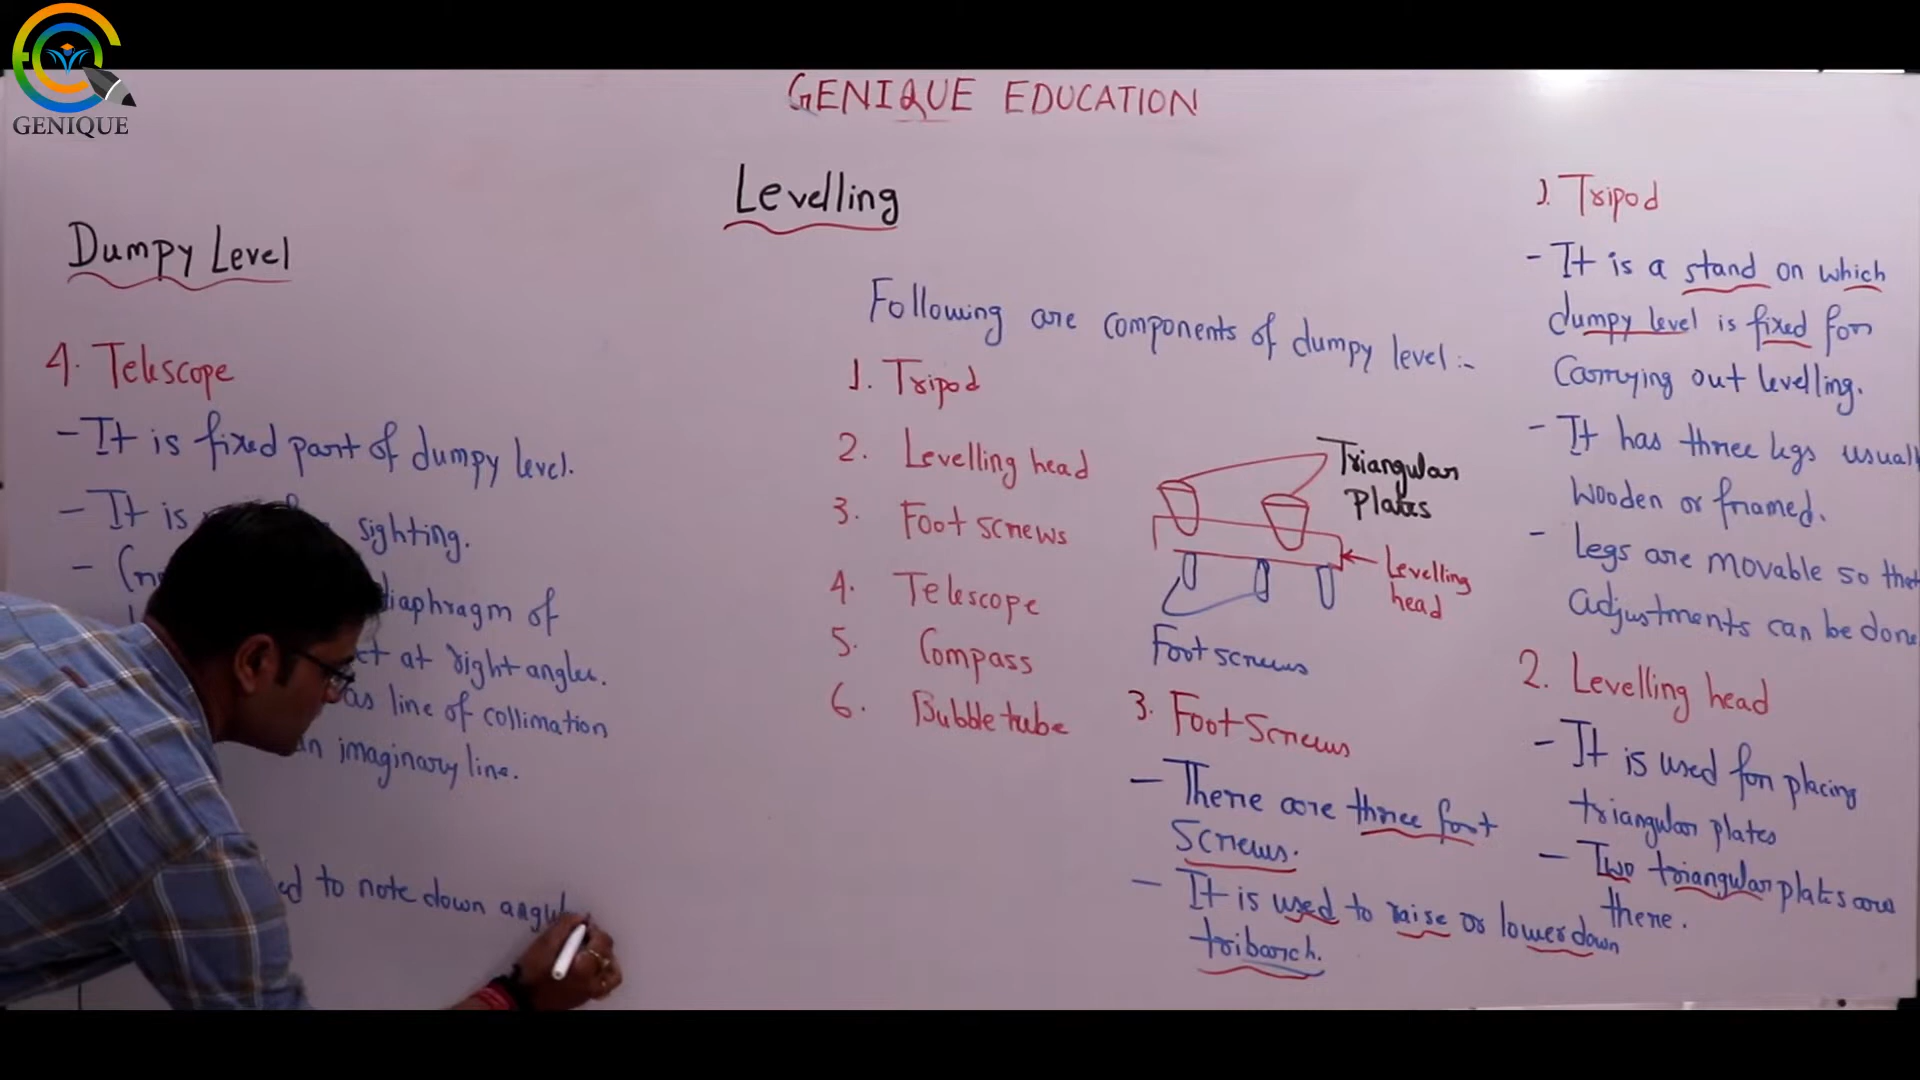 GENIQUE
GENIQUE EDUCATION
Levelling
Dumpy Level
4. Telescope
- It is fixed part of dumpy level.
- It is sighting.
- diaphragm of
at right angles.
as line of collimation
imaginary line.
to note down
Following are components of dumpy level :-
1. Tripod
2. Levelling head
3. Foot screws
4. Telescope
5. Compass
6. Bubble tube
Triangular
Plates
Levelling
head
Foot screws
3. Foot Screws
- There are three foot
Screws.
- It is used to raise or lower down
tribarch.
1. Tripod
- It is a stand on which
dumpy level is fixed for
Carrying out levelling.
- It has three legs usuall
wooden or framed.
- Legs are movable so that
adjustments can be done
2. Levelling head
- It is used for placing
triangular plates
- Two triangular plates are
there.